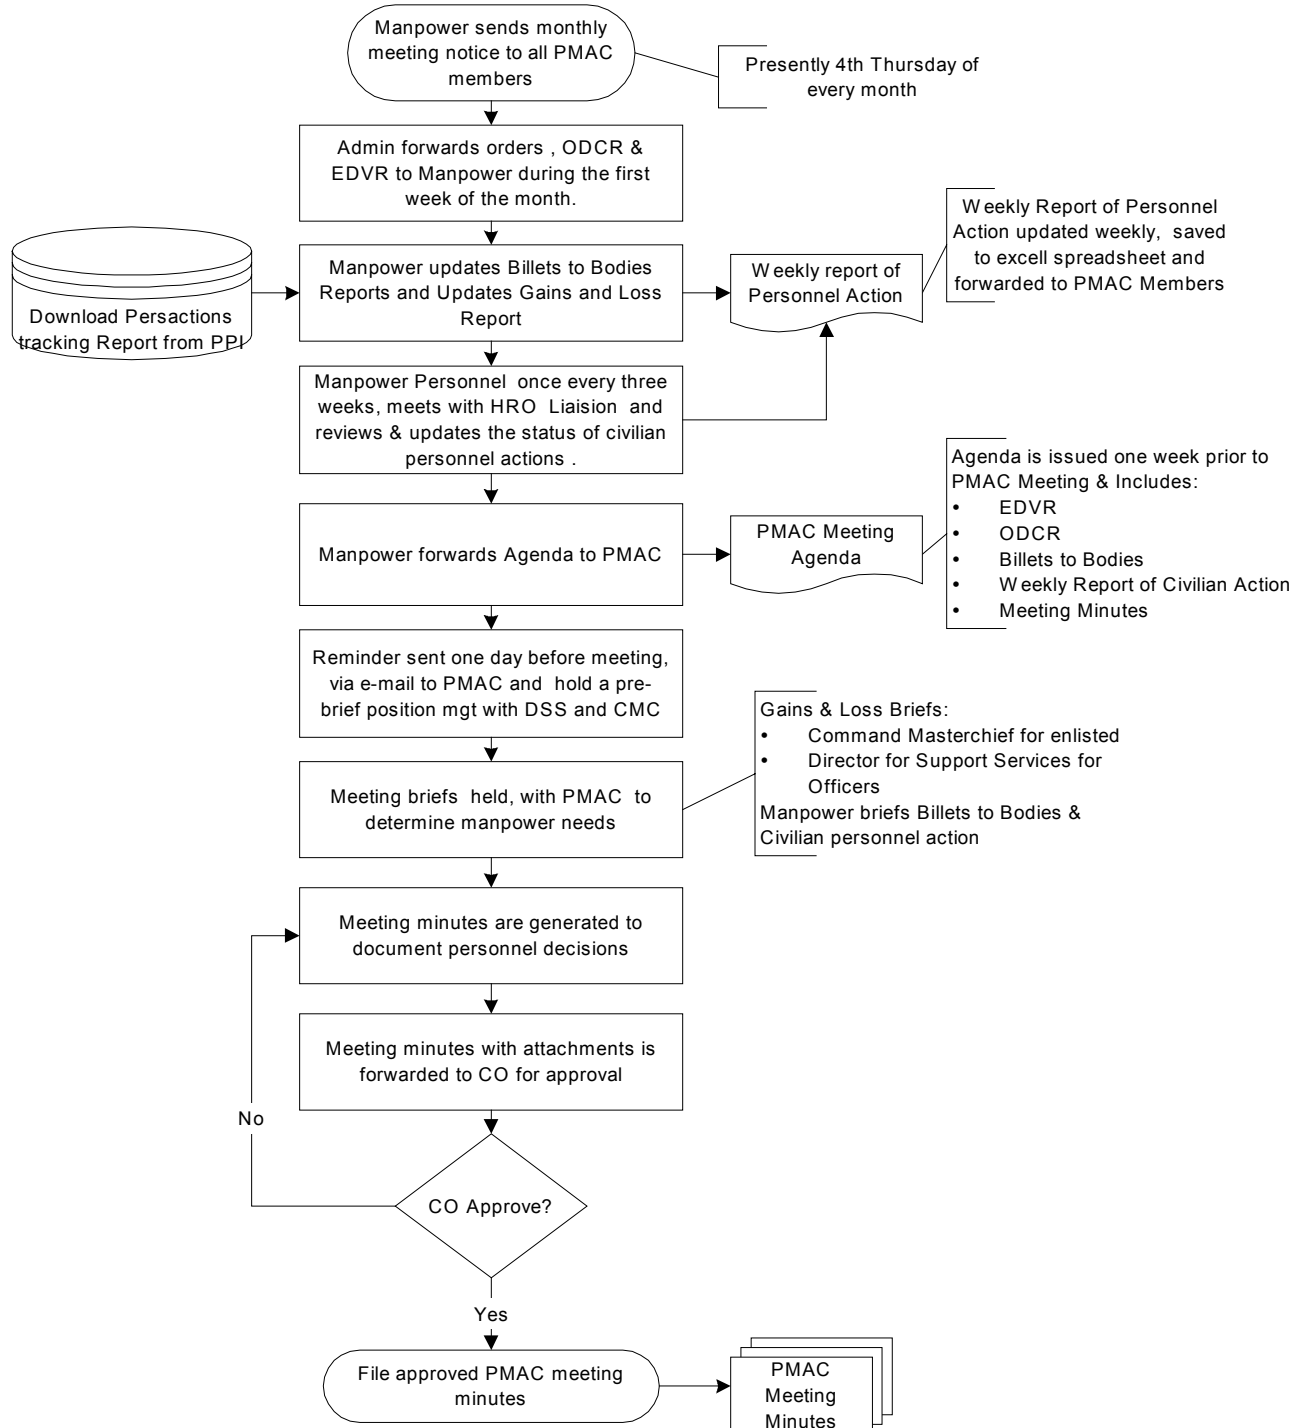 Manpower sends monthly
meeting notice to all PMAC
members
Presently 4th Thursday of
every month
Admin forwards orders , ODCR &
EDVR to Manpower during the first
week of the month.
Weekly Report of Personnel
Action updated weekly, saved
to excell spreadsheet and
forwarded to PMAC Members
Download Persactions
tracking Report from PPI
Manpower updates Billets to Bodies
Reports and Updates Gains and Loss
Report
Weekly report of
Personnel Action
Manpower Personnel once every three
weeks, meets with HRO Liaision and
reviews & updates the status of civilian
personnel actions .
Manpower forwards Agenda to PMAC
PMAC Meeting
Agenda
Agenda is issued one week prior to
PMAC Meeting & Includes:
• EDVR
• ODCR
• Billets to Bodies
• Weekly Report of Civilian Action
• Meeting Minutes
Reminder sent one day before meeting,
via e-mail to PMAC and hold a pre-
brief position mgt with DSS and CMC
Meeting briefs held, with PMAC to
determine manpower needs
Gains & Loss Briefs:
• Command Masterchief for enlisted
• Director for Support Services for
Officers
Manpower briefs Billets to Bodies &
Civilian personnel action
Meeting minutes are generated to
document personnel decisions
Meeting minutes with attachments is
forwarded to CO for approval
No
CO Approve?
Yes
File approved PMAC meeting
minutes
PMAC
Meeting
Minutes